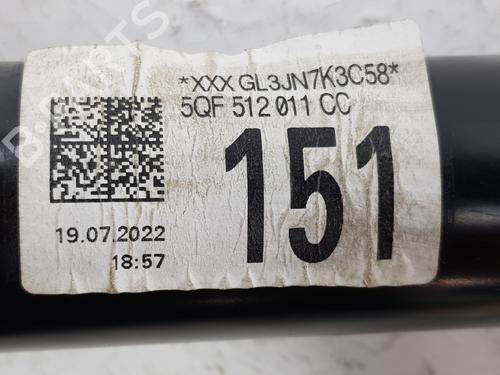 *XXX GL3JN7K3C58*
5QF 512 011 CC
151
19.07.2022
18:57